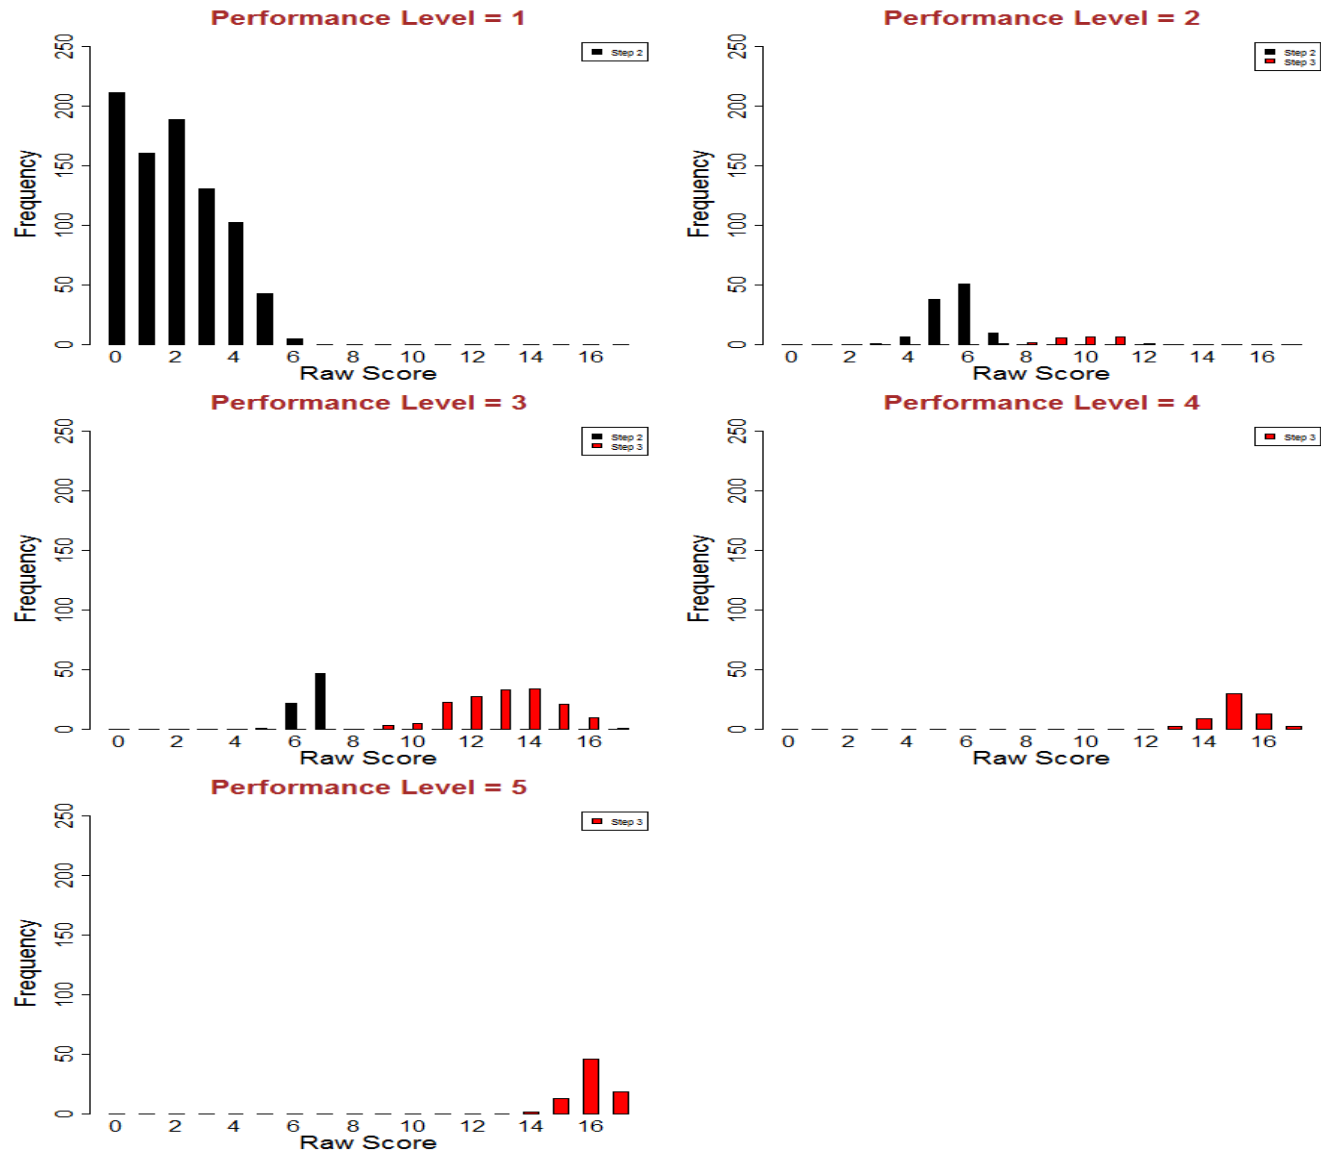 Performance Level = 1
Step 2
Frequency
0 50 100 150 200 250
0 2 4 6 8 10 12 14 16
Raw Score
Performance Level = 2
Step 2
Step 3
Frequency
0 50 100 150 200 250
0 2 4 6 8 10 12 14 16
Raw Score
Performance Level = 3
Step 2
Step 3
Frequency
0 50 100 150 200 250
0 2 4 6 8 10 12 14 16
Raw Score
Performance Level = 4
Step 3
Frequency
0 50 100 150 200 250
0 2 4 6 8 10 12 14 16
Raw Score
Performance Level = 5
Step 3
Frequency
0 50 100 150 200 250
0 2 4 6 8 10 12 14 16
Raw Score